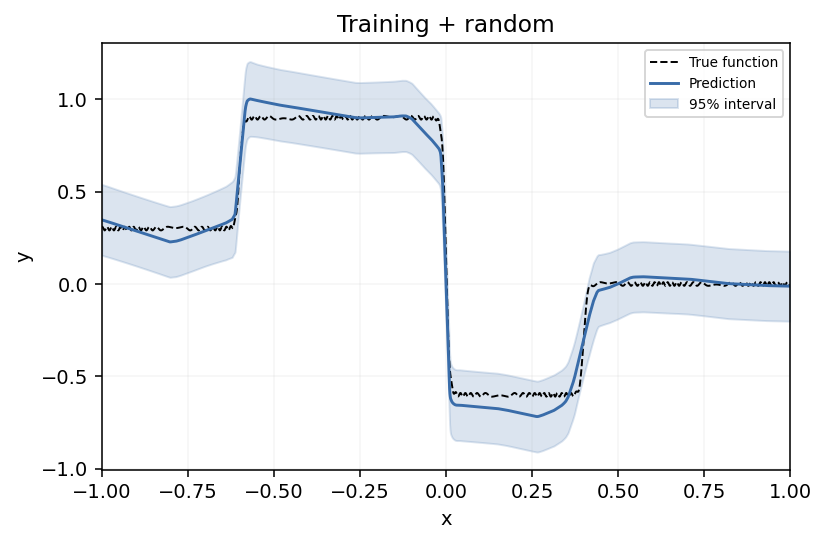 Training + random
True function
Prediction
95% interval
1.0
0.5
0.0
−0.5
−1.0
y
−1.00 −0.75 −0.50 −0.25 0.00 0.25 0.50 0.75 1.00
x